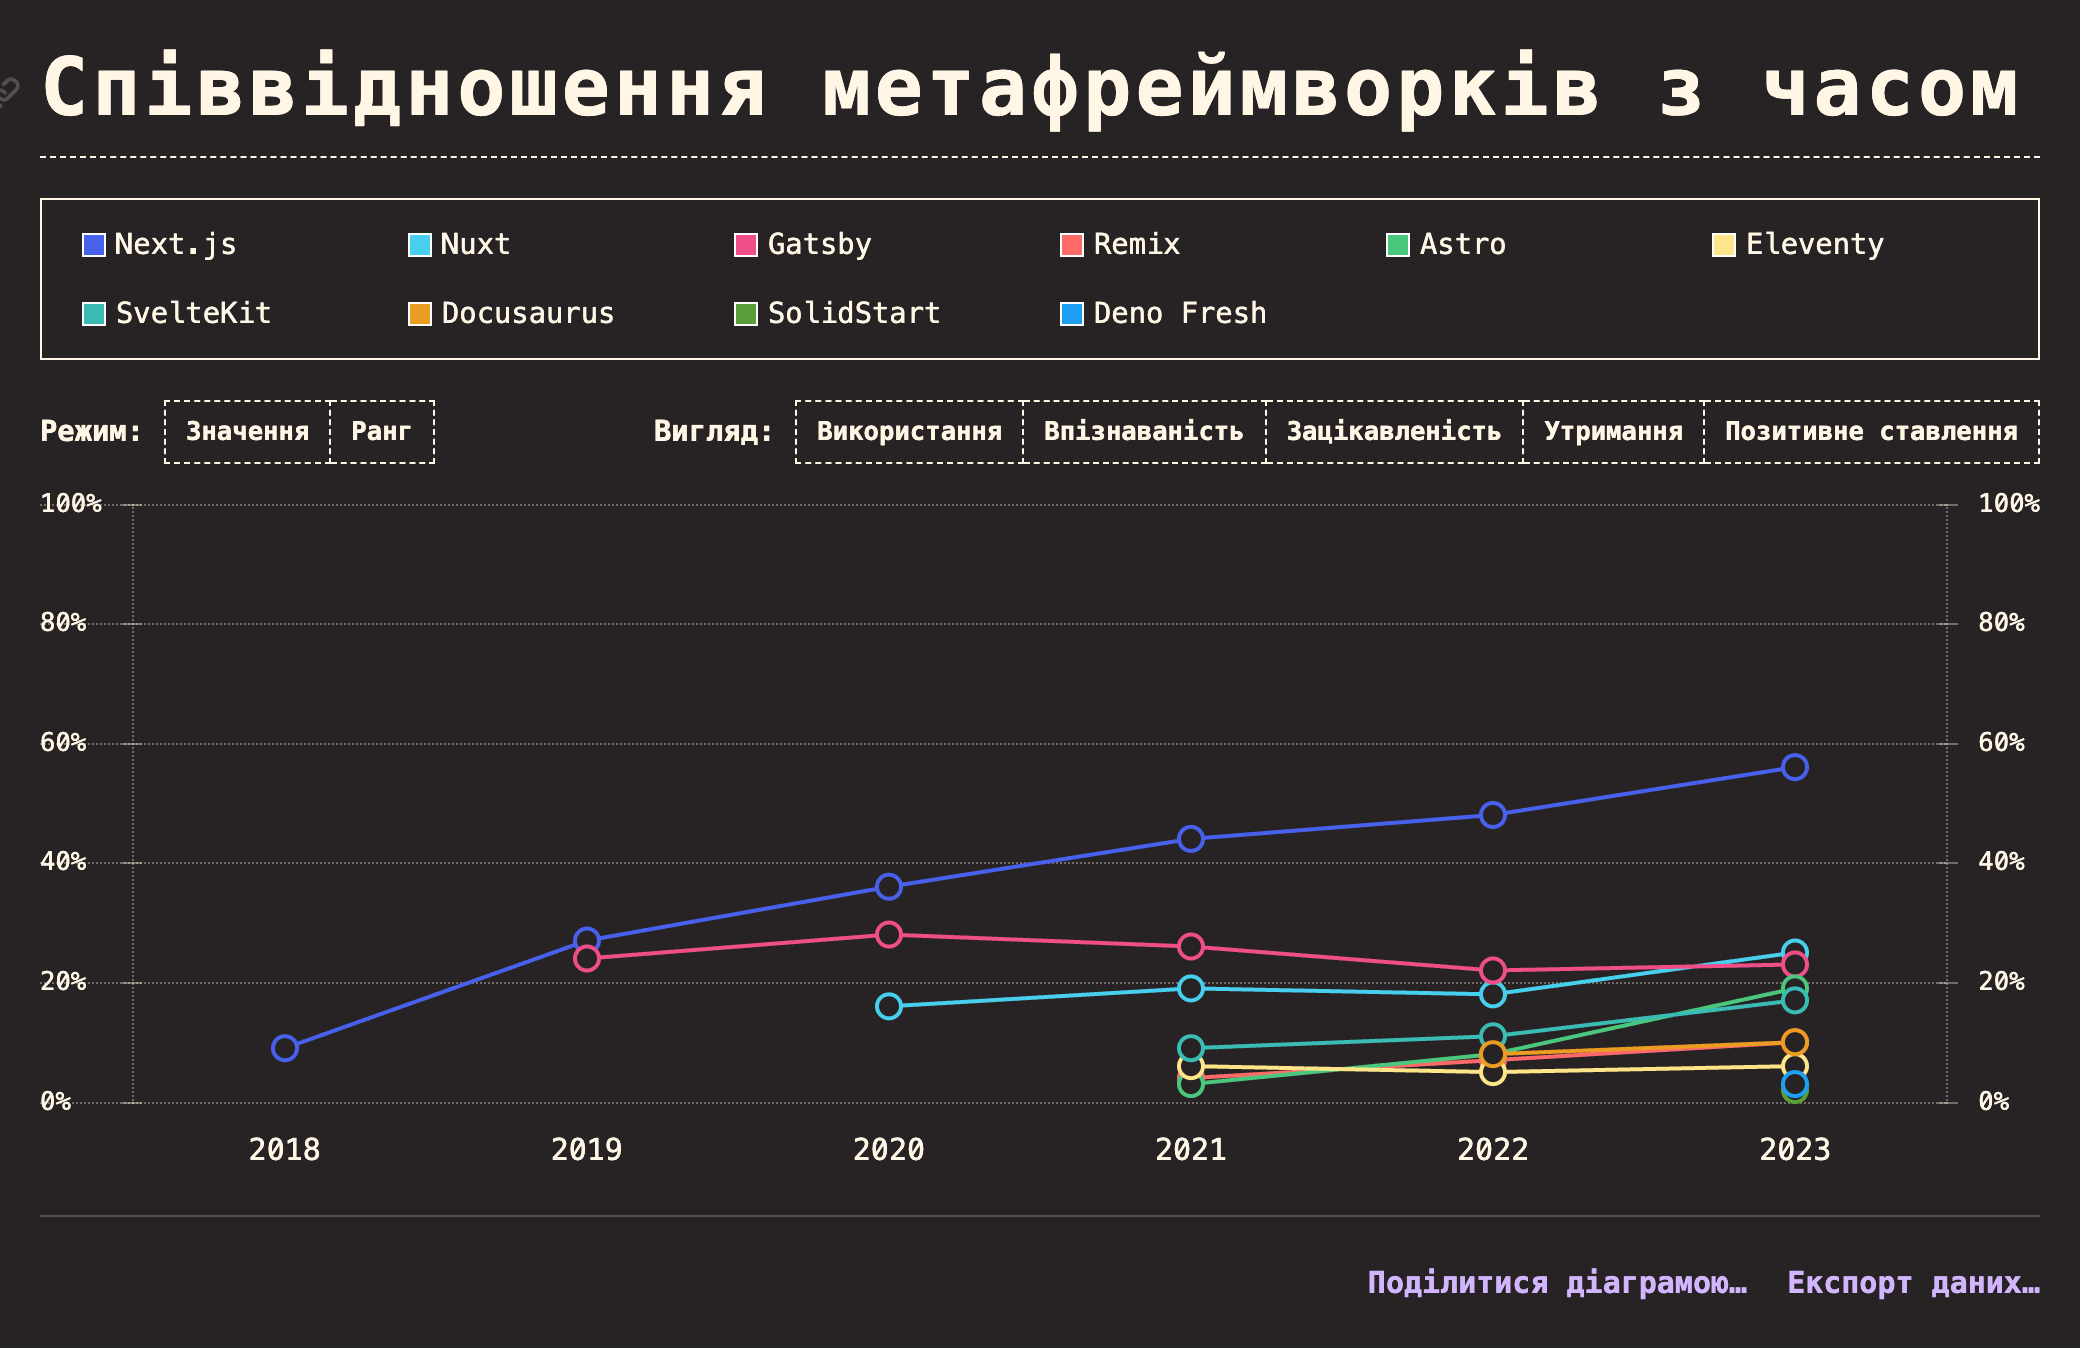 Співвідношення метафреймворків з часом
Next.js Nuxt Gatsby Remix Astro Eleventy
SvelteKit Docusaurus SolidStart Deno Fresh
Режим: Значення Ранг Вигляд: Використання Впізнаваність Зацікавленість Утримання Позитивне ставлення
100% 100%
80% 80%
60% 60%
40% 40%
20% 20%
0% 0%
2018 2019 2020 2021 2022 2023
Поділитися діаграмою… Експорт даних…